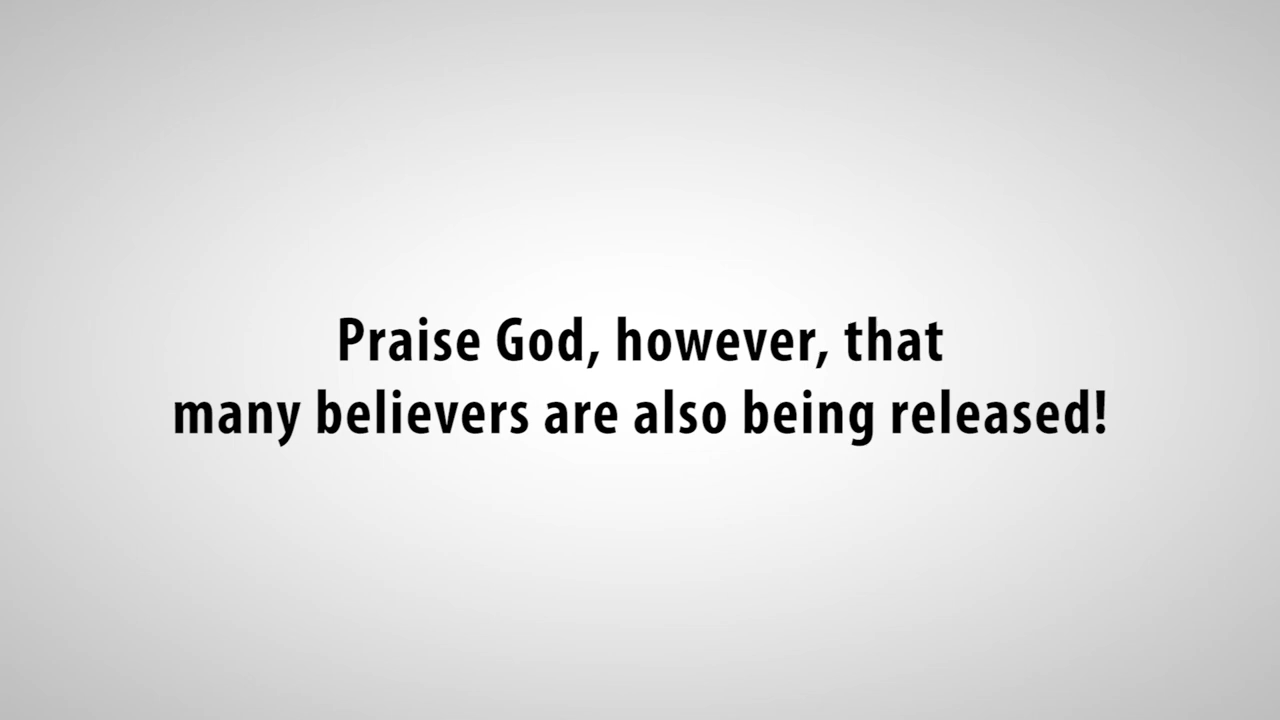 Praise God, however, that
many believers are also being released!